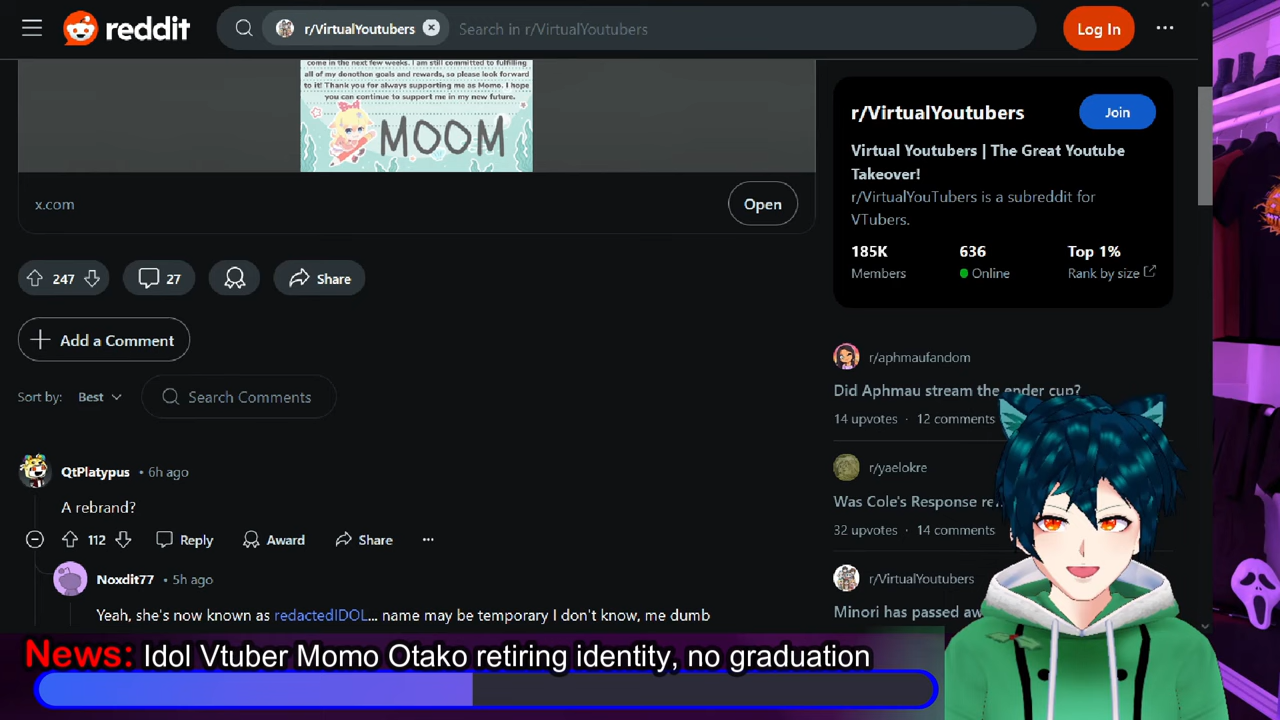 reddit
r/VirtualYoutubers
Search in r/VirtualYoutubers
Log In
come in the next few weeks. I am still committed to fulfilling
all of my donothon goals and rewards, so please look forward
to it! Thank you for always supporting me as Momo. I hope
you can continue to support me in my new future.
MOOM
x.com
Open
247
27
Share
Add a Comment
Sort by:
Best
Search Comments
QtPlatypus • 6h ago
A rebrand?
112
Reply
Award
Share
Noxdit77 • 5h ago
Yeah, she's now known as redactedIDOL... name may be temporary I don't know, me dumb
r/VirtualYoutubers
Join
Virtual Youtubers | The Great Youtube
Takeover!
r/VirtualYouTubers is a subreddit for
VTubers.
185K
Members
636
Online
Top 1%
Rank by size
r/aphmaufandom
Did Aphmau stream the ender cup?
14 upvotes · 12 comments
r/yaelokre
Was Cole's Response
32 upvotes · 14 comments
r/VirtualYoutubers
Minori has passed
News: Idol Vtuber Momo Otako retiring identity, no graduation